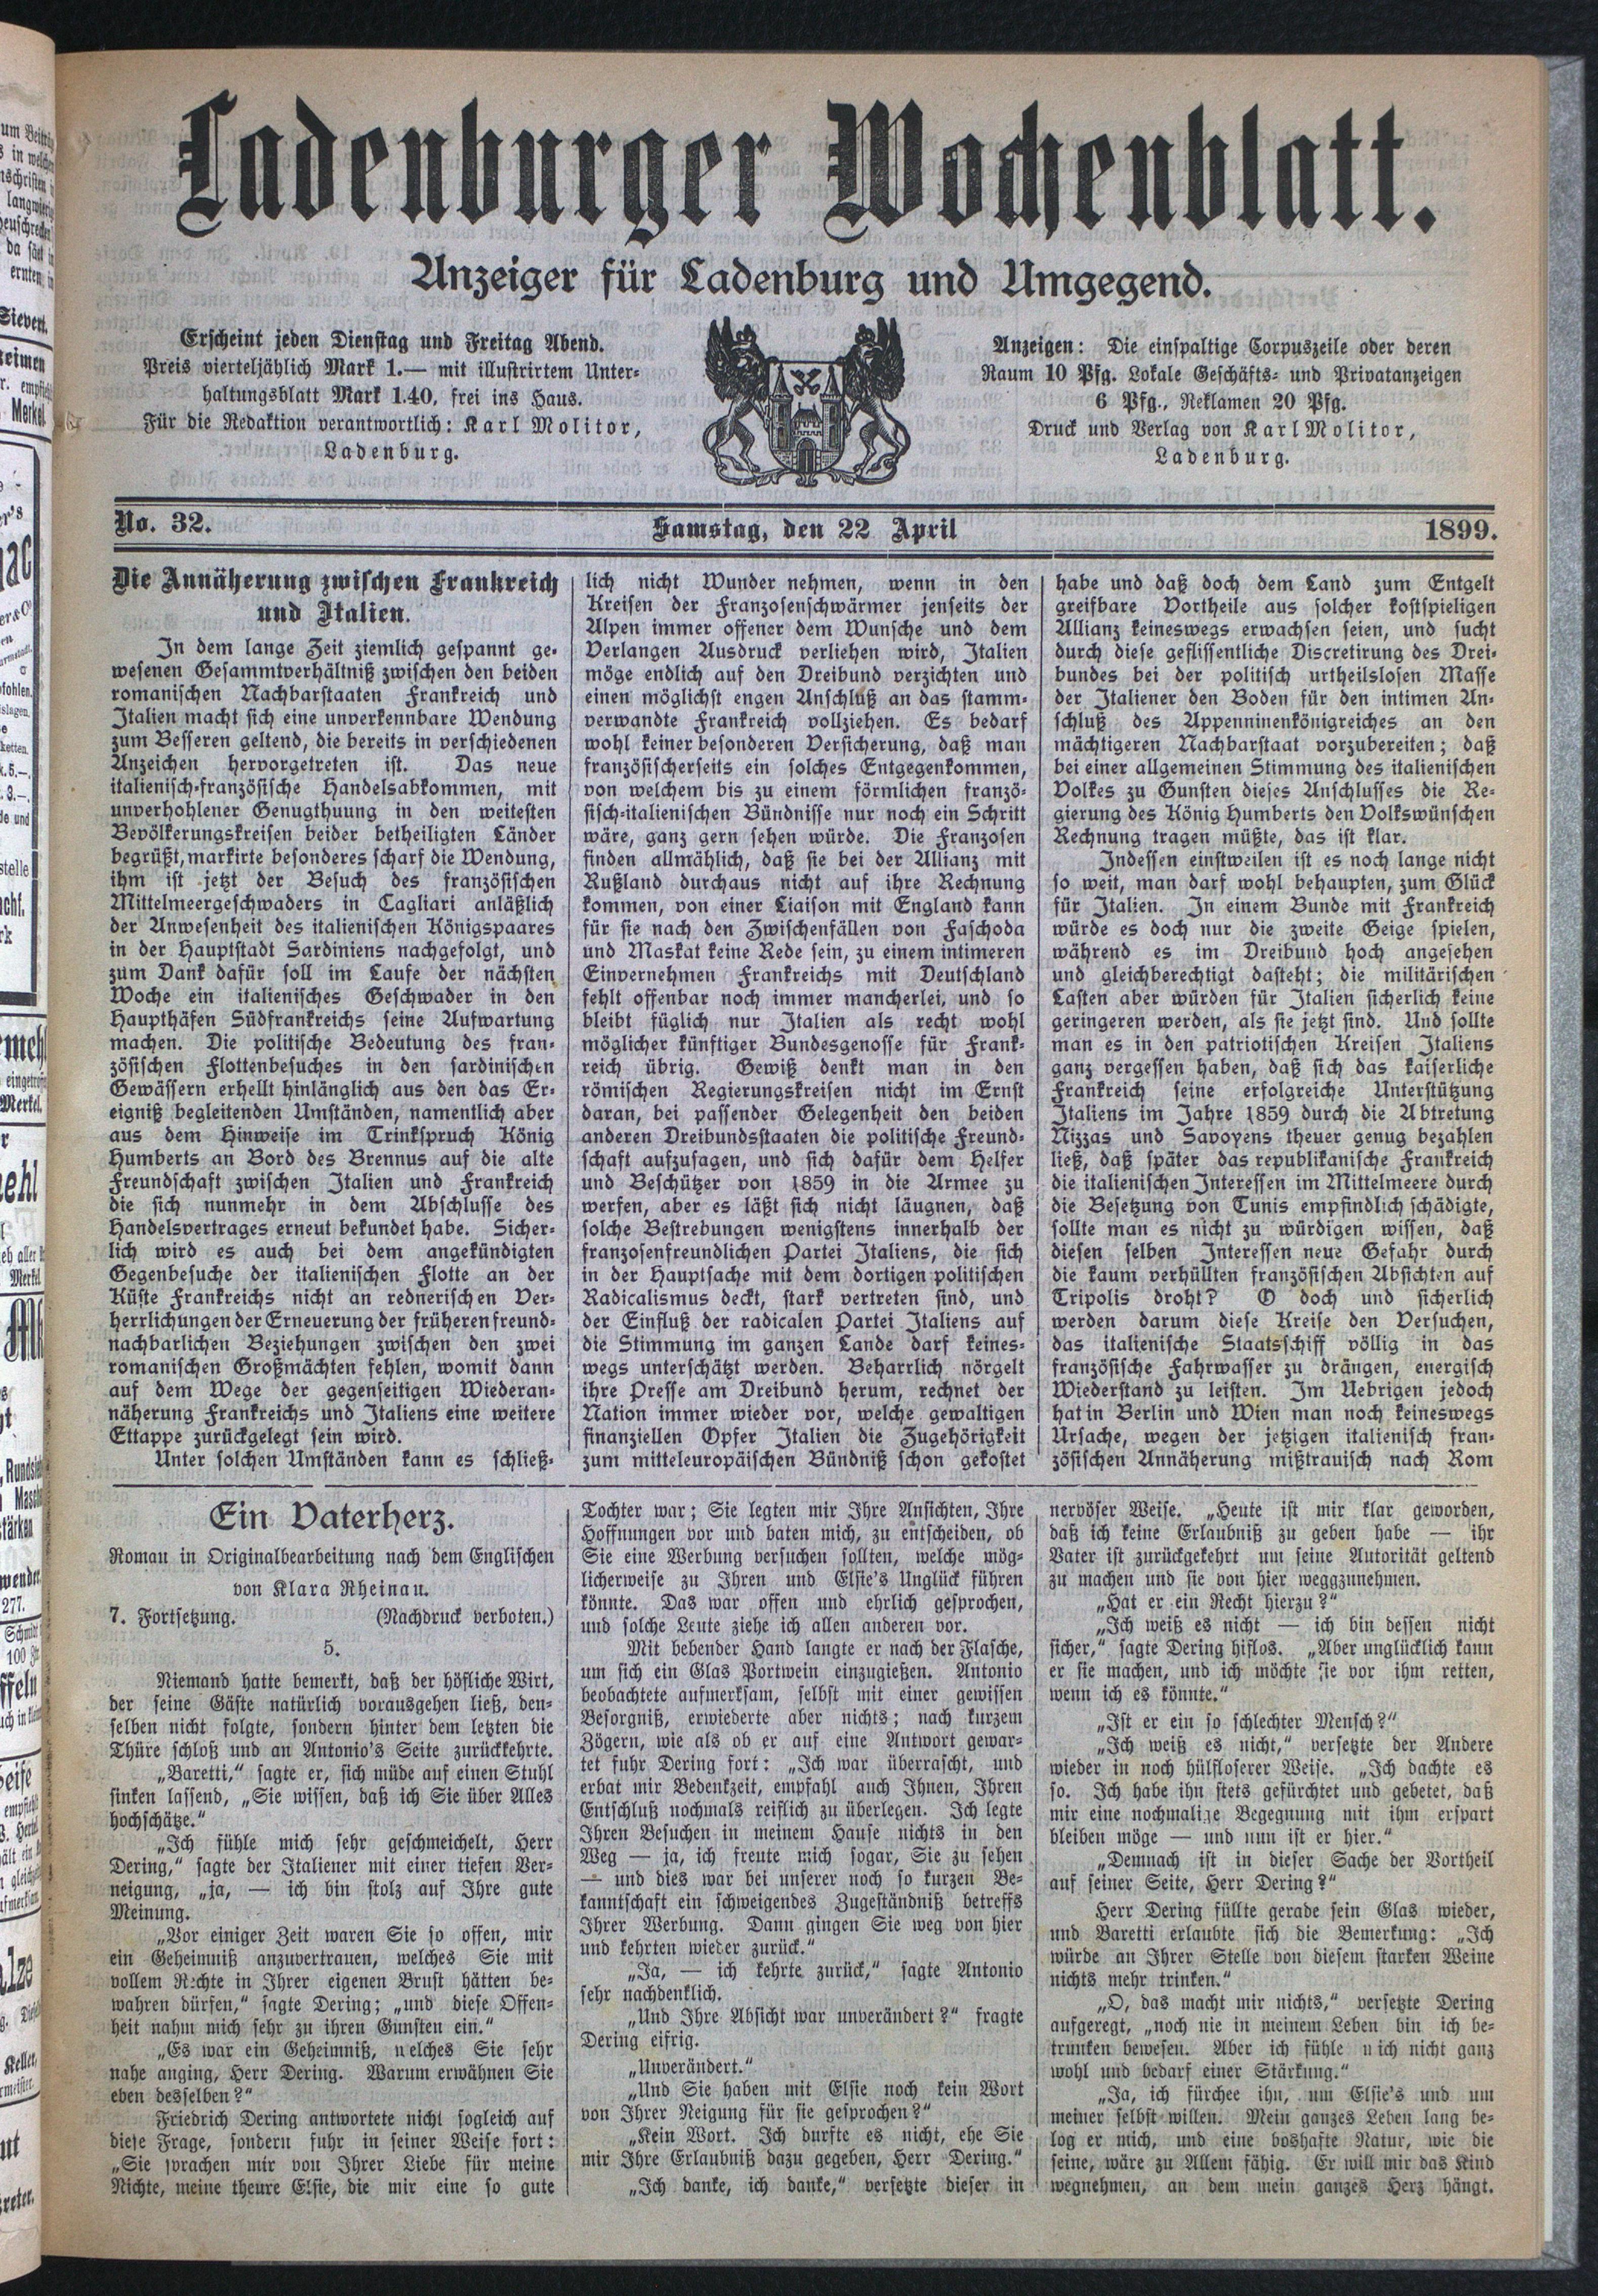 Ladenburger Wochenblatt.
Anzeiger für Ladenburg und Umgegend.
Erscheint jeden Dienstag und Freitag Abend.
Preis vierteljährlich Mark 1.— mit illustrirtem Unter-
haltungsblatt Mark 1.40, frei ins Haus.
Für die Redaktion verantwortlich: Karl Molitor,
Ladenburg.
Anzeigen: Die einspaltige Corpuszeile oder deren
Raum 10 Pfg. Lokale Geschäfts- und Privatanzeigen
6 Pfg., Reklamen 20 Pfg.
Druck und Verlag von Karl Molitor,
Ladenburg.
No. 32.
Samstag, den 22 April
1899.
Die Annäherung zwischen Frankreich
und Italien.
In dem lange Zeit ziemlich gespannt ge-
wesenen Gesammtverhältniß zwischen den beiden
romanischen Nachbarstaaten Frankreich und
Italien macht sich eine unverkennbare Wendung
zum Besseren geltend, die bereits in verschiedenen
Anzeichen hervorgetreten ist. Das neue
italienisch-französische Handelsabkommen, mit
unverhohlener Genugthuung in den weitesten
Bevölkerungskreisen beider betheiligten Länder
begrüßt, markirte besonderes scharf die Wendung,
ihm ist jetzt der Besuch des französischen
Mittelmeergeschwaders in Cagliari anläßlich
der Anwesenheit des italienischen Königspaares
in der Hauptstadt Sardiniens nachgefolgt, und
zum Dank dafür soll im Laufe der nächsten
Woche ein italienisches Geschwader in den
Haupthäfen Südfrankreichs seine Aufwartung
machen. Die politische Bedeutung des fran-
zösischen Flottenbesuches in den sardinischen
Gewässern erhellt hinlänglich aus den das Er-
eigniß begleitenden Umständen, namentlich aber
aus dem Hinweise im Trinkspruch König
Humberts an Bord des Brennus auf die alte
Freundschaft zwischen Italien und Frankreich
die sich nunmehr in dem Abschlusse des
Handelsvertrages erneut bekundet habe. Sicher-
lich wird es auch bei dem angekündigten
Gegenbesuche der italienischen Flotte an der
Küste Frankreichs nicht an rednerischen Ver-
herrlichungen der Erneuerung der früheren freund-
nachbarlichen Beziehungen zwischen den zwei
romanischen Großmächten fehlen, womit dann
auf dem Wege der gegenseitigen Wiederan-
näherung Frankreichs und Italiens eine weitere
Ettappe zurückgelegt sein wird.
Unter solchen Umständen kann es schließ-
lich nicht Wunder nehmen, wenn in den
Kreisen der Franzosenschwärmer jenseits der
Alpen immer offener dem Wunsche und dem
Verlangen Ausdruck verliehen wird, Italien
möge endlich auf den Dreibund verzichten und
einen möglichst engen Anschluß an das stamm-
verwandte Frankreich vollziehen. Es bedarf
wohl keiner besonderen Versicherung, daß man
französischerseits ein solches Entgegenkommen,
von welchem bis zu einem förmlichen franzö-
sisch-italienischen Bündnisse nur noch ein Schritt
wäre, ganz gern sehen würde. Die Franzosen
finden allmählich, daß sie bei der Allianz mit
Rußland durchaus nicht auf ihre Rechnung
kommen, von einer Liaison mit England kann
für sie nach den Zwischenfällen von Faschoda
und Maskat keine Rede sein, zu einem intimeren
Einvernehmen Frankreichs mit Deutschland
fehlt offenbar noch immer mancherlei, und so
bleibt füglich nur Italien als recht wohl
möglicher künftiger Bundesgenosse für Frank-
reich übrig. Gewiß denkt man in den
römischen Regierungskreisen nicht im Ernst
daran, bei passender Gelegenheit den beiden
anderen Dreibundsstaaten die politische Freund-
schaft aufzusagen, und sich dafür dem Helfer
und Beschützer von 1859 in die Armee zu
werfen, aber es läßt sich nicht läugnen, daß
solche Bestrebungen wenigstens innerhalb der
franzosenfreundlichen Partei Italiens, die sich
in der Hauptsache mit dem dortigen politischen
Radicalismus deckt, stark vertreten sind, und
der Einfluß der radicalen Partei Italiens auf
die Stimmung im ganzen Lande darf keines-
wegs unterschätzt werden. Beharrlich nörgelt
ihre Presse am Dreibund herum, rechnet der
Nation immer wieder vor, welche gewaltigen
finanziellen Opfer Italien die Zugehörigkeit
zum mitteleuropäischen Bündniß schon gekostet
habe und daß doch dem Land zum Entgelt
greifbare Vortheile aus solcher kostspieligen
Allianz keineswegs erwachsen seien, und sucht
durch diese geflissentliche Discretirung des Drei-
bundes bei der politisch urtheilslosen Masse
der Italiener den Boden für den intimen An-
schluß des Appenninenkönigreiches an den
mächtigeren Nachbarstaat vorzubereiten; daß
bei einer allgemeinen Stimmung des italienischen
Volkes zu Gunsten dieses Anschlusses die Re-
gierung des König Humberts den Volkswünschen
Rechnung tragen müßte, das ist klar.
Indessen einstweilen ist es noch lange nicht
so weit, man darf wohl behaupten, zum Glück
für Italien. In einem Bunde mit Frankreich
würde es doch nur die zweite Geige spielen,
während es im Dreibund hoch angesehen
und gleichberechtigt dasteht; die militärischen
Lasten aber würden für Italien sicherlich keine
geringeren werden, als sie jetzt sind. Und sollte
man es in den patriotischen Kreisen Italiens
ganz vergessen haben, daß sich das kaiserliche
Frankreich seine erfolgreiche Unterstützung
Italiens im Jahre 1859 durch die Abtretung
Nizzas und Savoyens theuer genug bezahlen
ließ, daß später das republikanische Frankreich
die italienischen Interessen im Mittelmeere durch
die Besetzung von Tunis empfindlich schädigte,
sollte man es nicht zu würdigen wissen, daß
diesen selben Interessen neue Gefahr durch
die kaum verhüllten französischen Absichten auf
Tripolis droht? O doch und sicherlich
werden darum diese Kreise den Versuchen,
das italienische Staatsschiff völlig in das
französische Fahrwasser zu drängen, energisch
Wiederstand zu leisten. Im Uebrigen jedoch
hat in Berlin und Wien man noch keineswegs
Ursache, wegen der jetzigen italienisch fran-
zösischen Annäherung mißtrauisch nach Rom
Ein Vaterherz.
Roman in Originalbearbeitung nach dem Englischen
von Klara Rheinau.
7. Fortsetzung. (Nachdruck verboten.)
5.
Niemand hatte bemerkt, daß der höfliche Wirt,
der seine Gäste natürlich vorausgehen ließ, den-
selben nicht folgte, sondern hinter dem letzten die
Thüre schloß und an Antonio's Seite zurückkehrte.
„Baretti,“ sagte er, sich müde auf einen Stuhl
sinken lassend, „Sie wissen, daß ich Sie über Alles
hochschätze.“
„Ich fühle mich sehr geschmeichelt, Herr
Dering,“ sagte der Italiener mit einer tiefen Ver-
neigung, „ja, — ich bin stolz auf Ihre gute
Meinung.
„Vor einiger Zeit waren Sie so offen, mir
ein Geheimniß anzuvertrauen, welches Sie mit
vollem Rechte in Ihrer eigenen Brust hätten be-
wahren dürfen,“ sagte Dering; „und diese Offen-
heit nahm mich sehr zu ihren Gunsten ein.“
„Es war ein Geheimniß, welches Sie sehr
nahe anging, Herr Dering. Warum erwähnen Sie
eben desselben?“
Friedrich Dering antwortete nicht sogleich auf
diese Frage, sondern fuhr in seiner Weise fort:
„Sie sprachen mir von Ihrer Liebe für meine
Nichte, meine theure Elsie, die mir eine so gute
Tochter war; Sie legten mir Ihre Ansichten, Ihre
Hoffnungen vor und baten mich, zu entscheiden, ob
Sie eine Werbung versuchen sollten, welche mög-
licherweise zu Ihren und Elsie's Unglück führen
könnte. Das war offen und ehrlich gesprochen,
und solche Leute ziehe ich allen anderen vor.
Mit bebender Hand langte er nach der Flasche,
um sich ein Glas Portwein einzugießen. Antonio
beobachtete aufmerksam, selbst mit einer gewissen
Besorgniß, erwiederte aber nichts; nach kurzem
Zögern, wie als ob er auf eine Antwort gewar-
tet fuhr Dering fort: „Ich war überrascht, und
erbat mir Bedenkzeit, empfahl auch Ihnen, Ihren
Entschluß nochmals reiflich zu überlegen. Ich legte
Ihren Besuchen in meinem Hause nichts in den
Weg — ja, ich freute mich sogar, Sie zu sehen
— und dies war bei unserer noch so kurzen Be-
kanntschaft ein schweigendes Zugeständniß betreffs
Ihrer Werbung. Dann gingen Sie weg von hier
und kehrten wieder zurück.“
„Ja, — ich kehrte zurück,“ sagte Antonio
sehr nachdenklich.
„Und Ihre Absicht war unverändert?“ fragte
Dering eifrig.
„Unverändert.“
„Und Sie haben mit Elsie noch kein Wort
von Ihrer Neigung für sie gesprochen?“
„Kein Wort. Ich durfte es nicht, ehe Sie
mir Ihre Erlaubniß dazu gegeben, Herr Dering.“
„Ich danke, ich danke,“ versetzte dieser in
nervöser Weise. „Heute ist mir klar geworden,
daß ich keine Erlaubniß zu geben habe — ihr
Vater ist zurückgekehrt um seine Autorität geltend
zu machen und sie von hier weggzunehmen.
„Hat er ein Recht hierzu?“
„Ich weiß es nicht — ich bin dessen nicht
sicher,“ sagte Dering hiflos. „Aber unglücklich kann
er sie machen, und ich möchte sie vor ihm retten,
wenn ich es könnte.“
„Ist er ein so schlechter Mensch?“
„Ich weiß es nicht,“ versetzte der Andere
wieder in noch hülfloserer Weise. „Ich dachte es
so. Ich habe ihn stets gefürchtet und gebetet, daß
mir eine nochmalige Begegnung mit ihm erspart
bleiben möge — und nun ist er hier.“
„Demnach ist in dieser Sache der Vortheil
auf seiner Seite, Herr Dering?“
Herr Dering füllte gerade sein Glas wieder,
und Baretti erlaubte sich die Bemerkung: „Ich
würde an Ihrer Stelle von diesem starken Weine
nichts mehr trinken.“
„O, das macht mir nichts,“ versetzte Dering
aufgeregt, „noch nie in meinem Leben bin ich be-
trunken bewesen. Aber ich fühle mich nicht ganz
wohl und bedarf einer Stärkung.“
„Ja, ich fürchee ihn, um Elsie's und um
meiner selbst willen. Mein ganzes Leben lang be-
log er mich, und eine boshafte Natur, wie die
seine, wäre zu Allem fähig. Er will mir das Kind
wegnehmen, an dem mein ganzes Herz hängt.